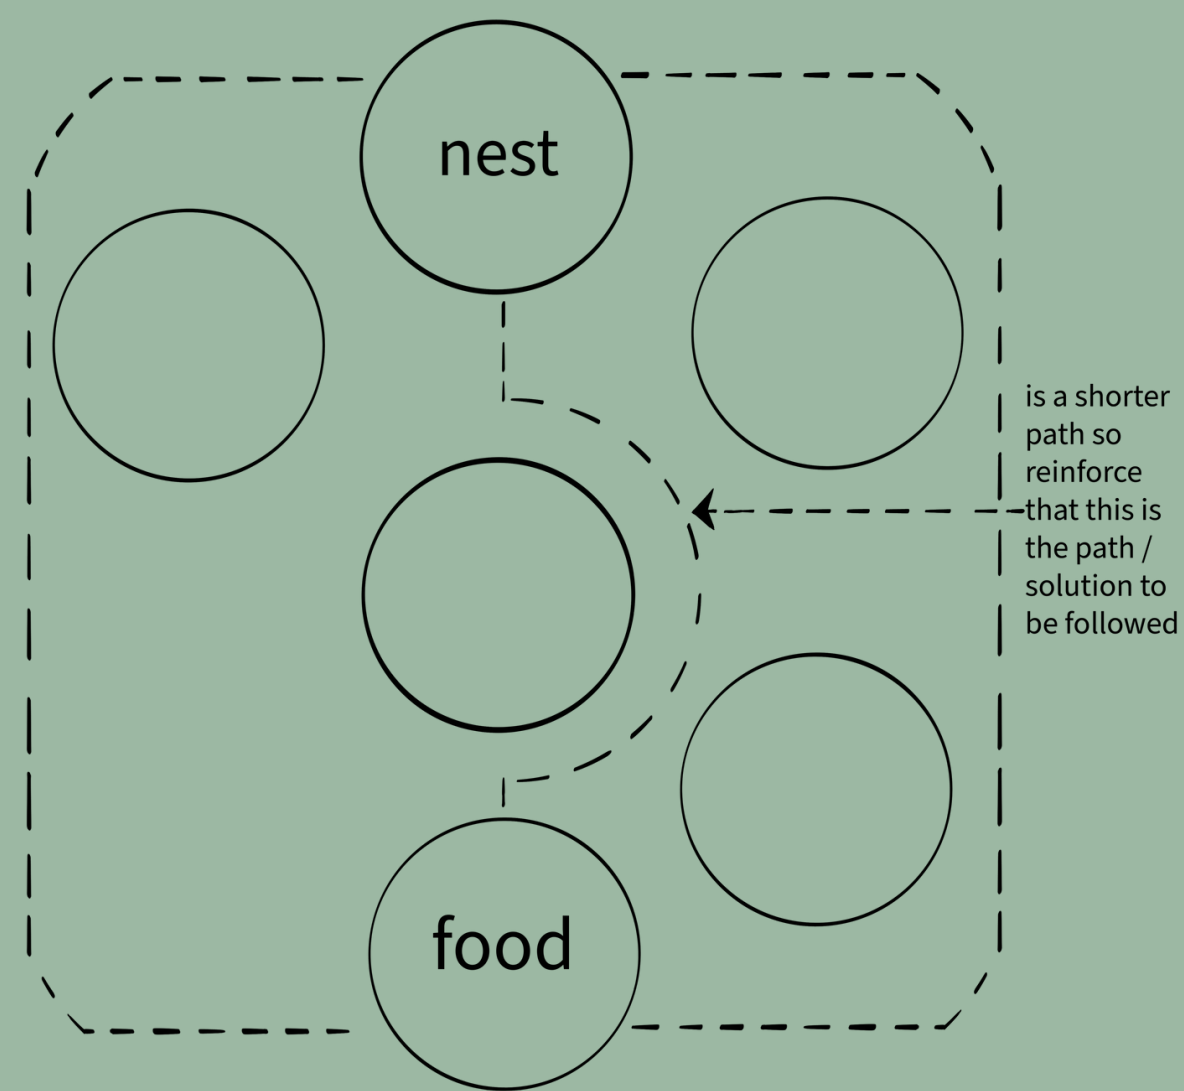 nest
is a shorter
path so
reinforce
that this is
the path /
solution to
be followed
food